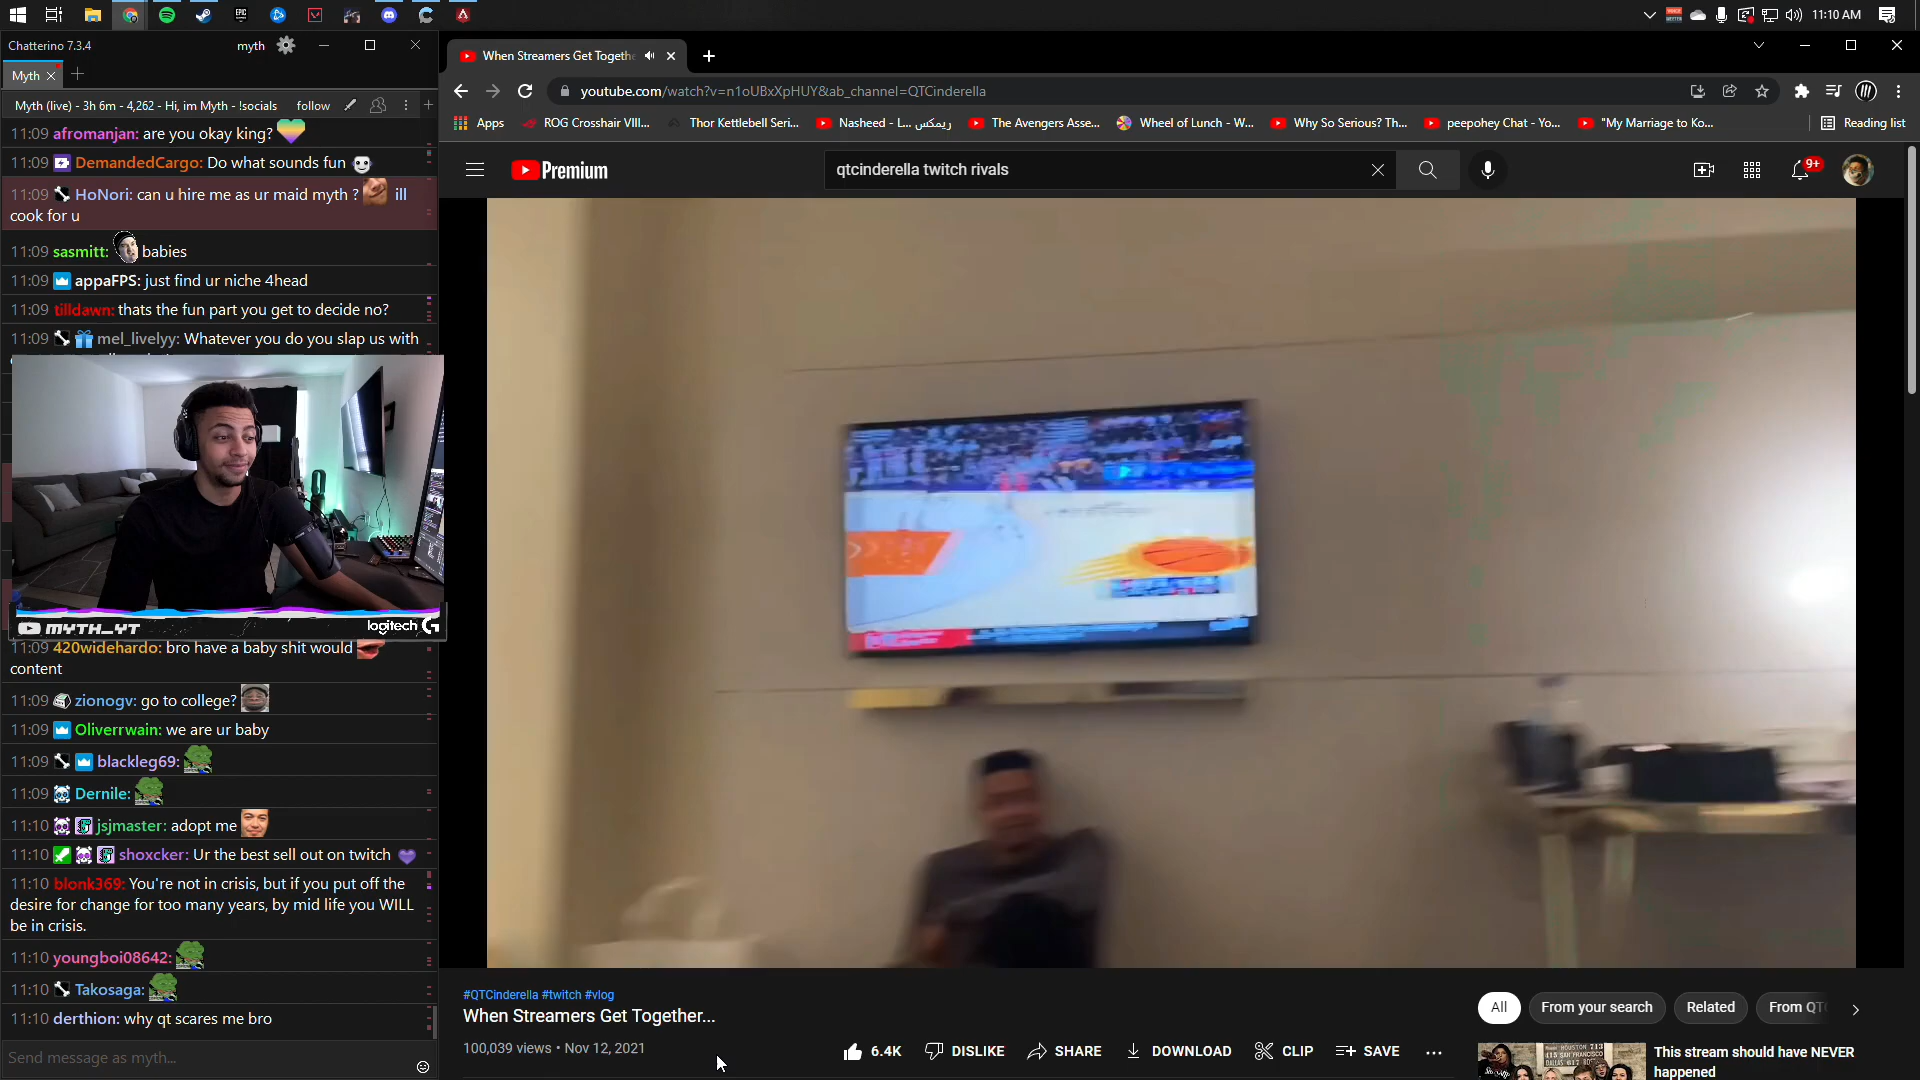 11:10 AM
Chatterino 7.3.4
myth
Myth
Myth (live) - 3h 6m - 4,262 - Hi, im Myth - !socials
follow
11:09 afromanjan: are you okay king?
11:09 DemandedCargo: Do what sounds fun
11:09 HoNori: can u hire me as ur maid myth ? ill
cook for u
11:09 sasmitt: babies
11:09 appaFPS: just find ur niche 4head
11:09 tilldawn: thats the fun part you get to decide no?
11:09 mel_livelyy: Whatever you do you slap us with
MYTH_YT
logitech G
11:09 420widehardo: bro have a baby shit would
content
11:09 zionogv: go to college?
11:09 Oliverrwain: we are ur baby
11:09 blackleg69:
11:09 Dernile:
11:10 jsjmaster: adopt me
11:10 shoxcker: Ur the best sell out on twitch
11:10 blonk369: You're not in crisis, but if you put off the
desire for change for too many years, by mid life you WILL
be in crisis.
11:10 youngboi08642:
11:10 Takosaga:
11:10 derthion: why qt scares me bro
Send message as myth...
When Streamers Get Togethe
youtube.com/watch?v=n1oUBxXpHUY&ab_channel=QTCinderella
Apps
ROG Crosshair VIII...
Thor Kettlebell Seri...
Nasheed - L... ريمكس
The Avengers Asse...
Wheel of Lunch - W...
Why So Serious? Th...
peepohey Chat - Yo...
"My Marriage to Ko...
Reading list
Premium
qtcinderella twitch rivals
9+
#QTCinderella #twitch #vlog
When Streamers Get Together...
100,039 views • Nov 12, 2021
6.4K
DISLIKE
SHARE
DOWNLOAD
CLIP
SAVE
All
From your search
Related
From QT
This stream should have NEVER
happened